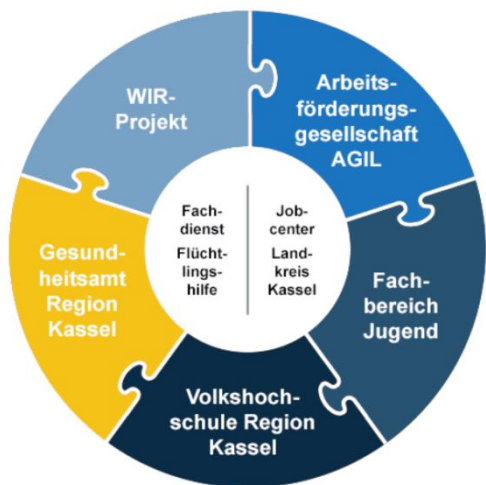 WIR-
Projekt
Arbeits-
förderungs-
gesellschaft
AGIL
Fach-
dienst
Flücht-
lings-
hilfe
Job-
center
Land-
kreis
Kassel
Gesund-
heitsamt
Region
Kassel
Fach-
bereich
Jugend
Volkshoch-
schule Region
Kassel